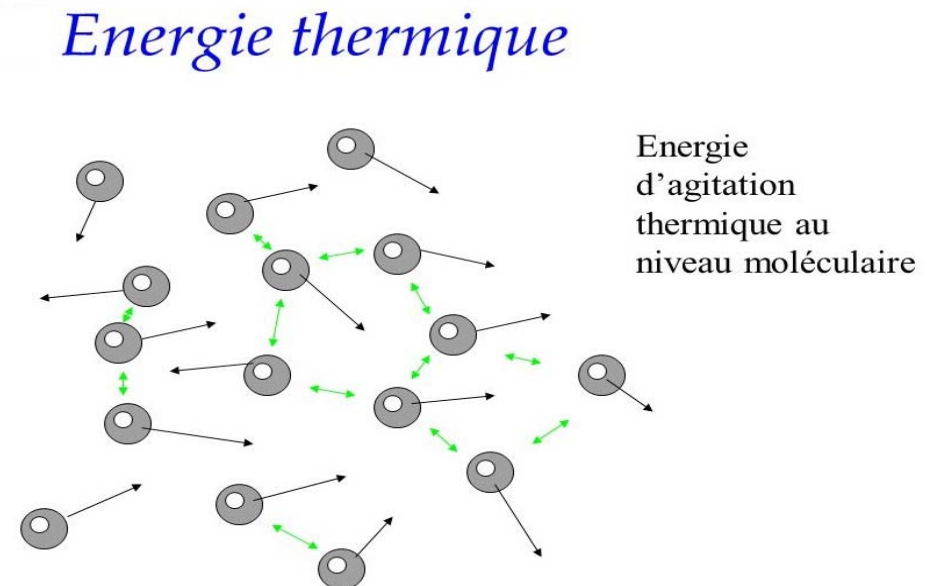 Energie thermique
Energie
d’agitation
thermique au
niveau moléculaire